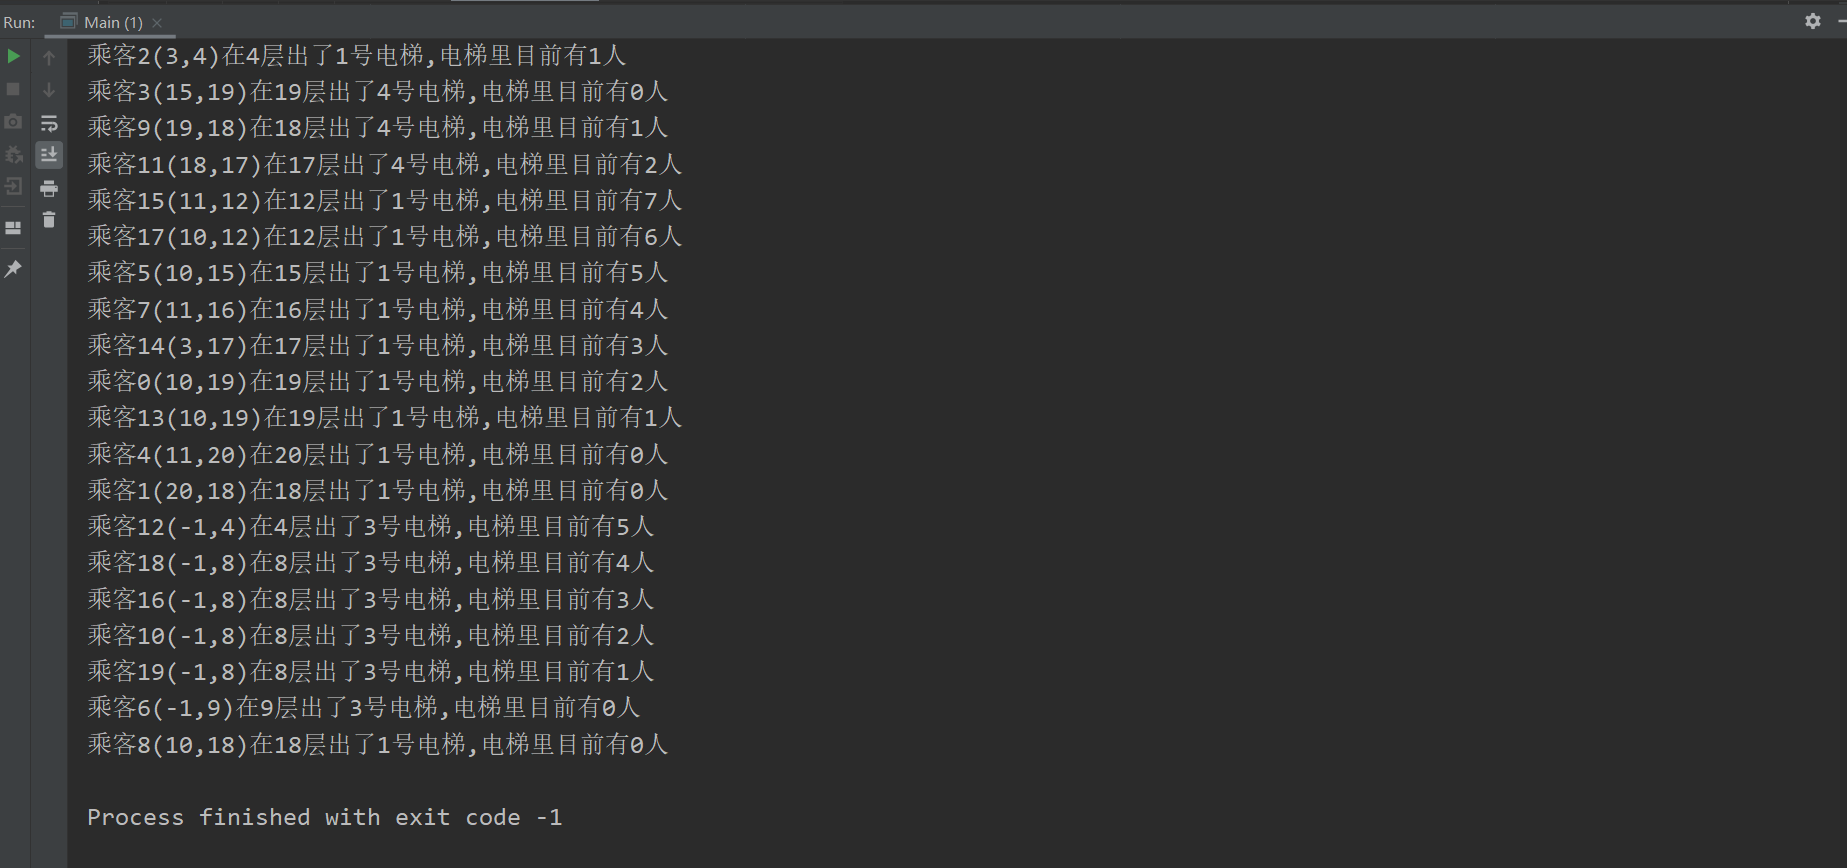 Run: Main (1)
乘客2(3,4)在4层出了1号电梯,电梯里目前有1人
乘客3(15,19)在19层出了4号电梯,电梯里目前有0人
乘客9(19,18)在18层出了4号电梯,电梯里目前有1人
乘客11(18,17)在17层出了4号电梯,电梯里目前有2人
乘客15(11,12)在12层出了1号电梯,电梯里目前有7人
乘客17(10,12)在12层出了1号电梯,电梯里目前有6人
乘客5(10,15)在15层出了1号电梯,电梯里目前有5人
乘客7(11,16)在16层出了1号电梯,电梯里目前有4人
乘客14(3,17)在17层出了1号电梯,电梯里目前有3人
乘客0(10,19)在19层出了1号电梯,电梯里目前有2人
乘客13(10,19)在19层出了1号电梯,电梯里目前有1人
乘客4(11,20)在20层出了1号电梯,电梯里目前有0人
乘客1(20,18)在18层出了1号电梯,电梯里目前有0人
乘客12(-1,4)在4层出了3号电梯,电梯里目前有5人
乘客18(-1,8)在8层出了3号电梯,电梯里目前有4人
乘客16(-1,8)在8层出了3号电梯,电梯里目前有3人
乘客10(-1,8)在8层出了3号电梯,电梯里目前有2人
乘客19(-1,8)在8层出了3号电梯,电梯里目前有1人
乘客6(-1,9)在9层出了3号电梯,电梯里目前有0人
乘客8(10,18)在18层出了1号电梯,电梯里目前有0人
Process finished with exit code -1